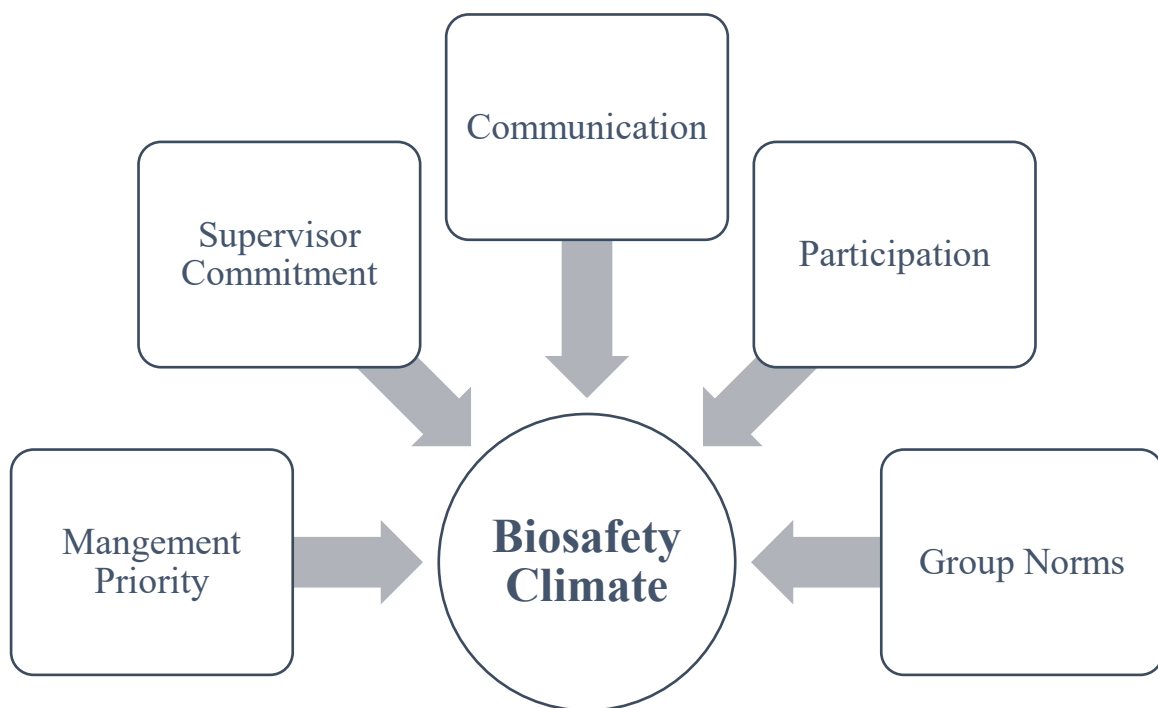 Communication
Supervisor
Commitment
Participation
Mangement
Priority
Biosafety
Climate
Group Norms